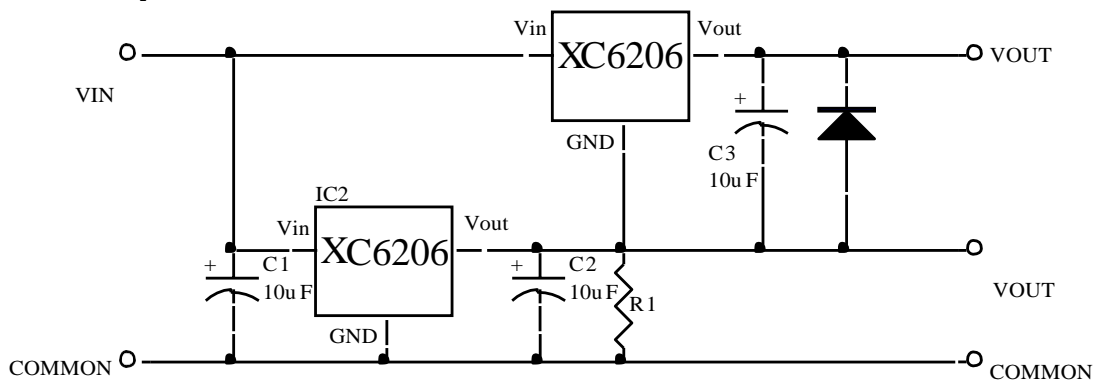 Vin
Vout
XC6206
VOUT
VIN
GND
+
C3
10uF
IC2
Vin
Vout
XC6206
+
C1
10uF
+
C2
10uF
R1
VOUT
GND
COMMON
COMMON